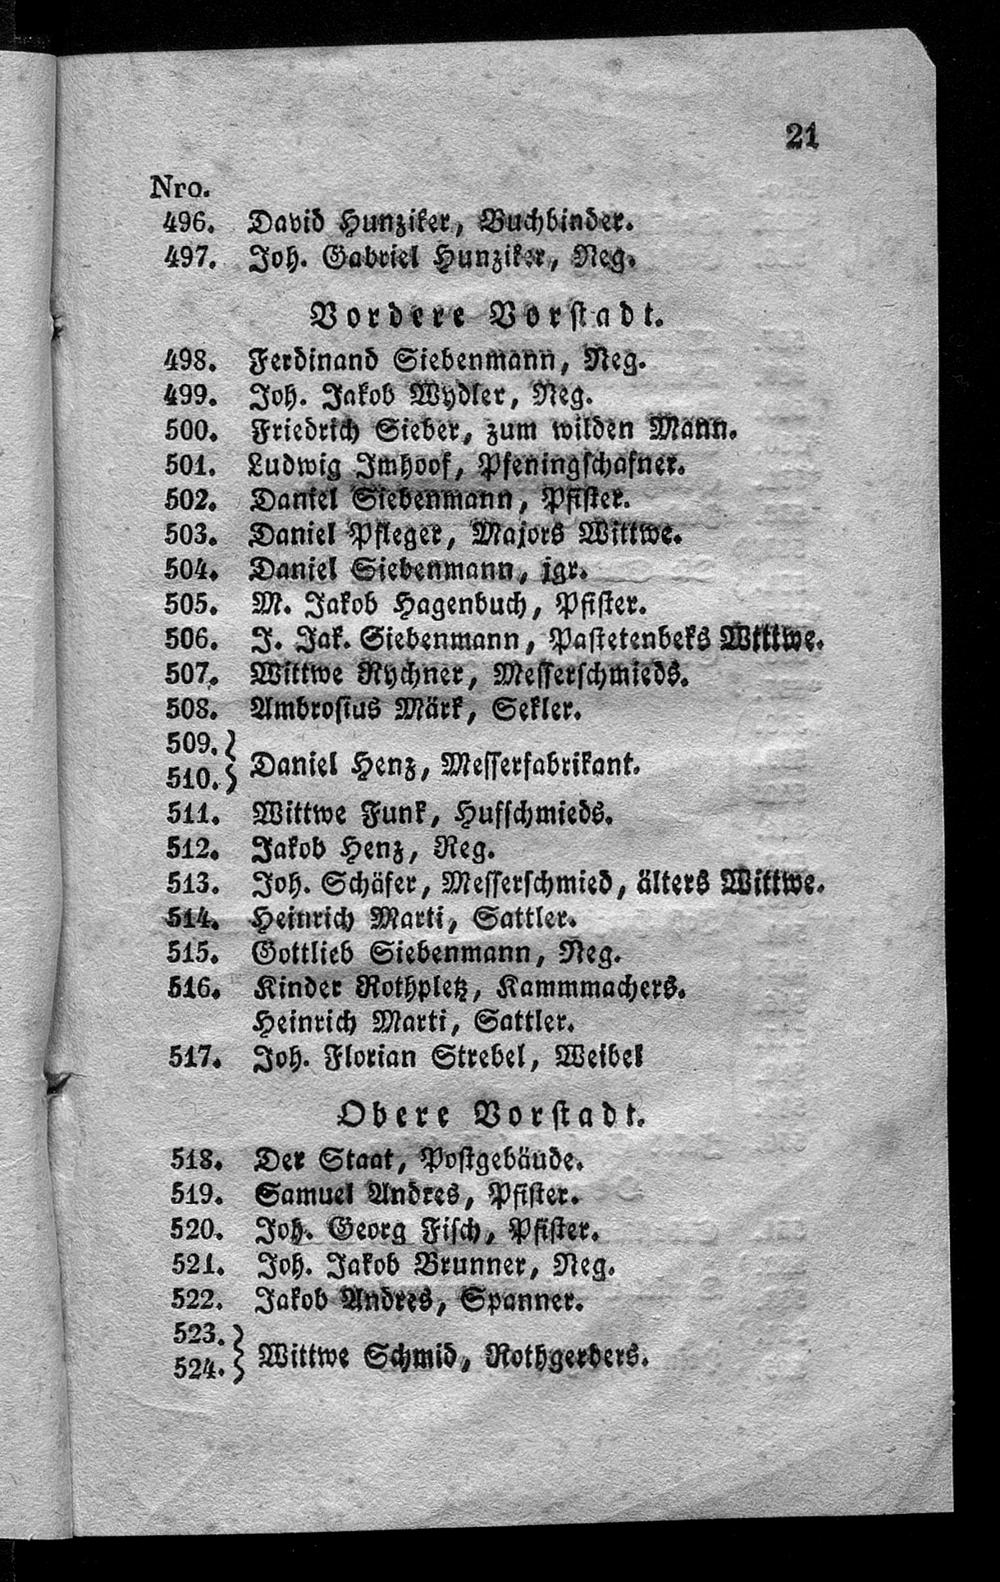 21
Nro.
496. David Hunziker, Buchbinder.
497. Joh. Gabriel Hunziker, Neg.
Vordere Vorstadt.
498. Ferdinand Siebenmann, Neg.
499. Joh. Jakob Wydler, Neg.
500. Friedrich Sieber, zum wilden Mann.
501. Ludwig Imhoof, Pfeningschafner.
502. Daniel Siebenmann, Pfister.
503. Daniel Pfleger, Majors Wittwe.
504. Daniel Siebenmann, jgr.
505. M. Jakob Hagenbuch, Pfister.
506. J. Jak. Siebenmann, Pastetenbeks Wittwe.
507. Wittwe Rychner, Messerschmieds.
508. Ambrosius Märk, Sekler.
509.}
510.} Daniel Henz, Messerfabrikant.
511. Wittwe Funk, Hufschmieds.
512. Jakob Henz, Neg.
513. Joh. Schäfer, Messerschmied, älters Wittwe.
514. Heinrich Marti, Sattler.
515. Gottlieb Siebenmann, Neg.
516. Kinder Rothpletz, Kammmachers.
Heinrich Marti, Sattler.
517. Joh. Florian Strebel, Weibel
Obere Vorstadt.
518. Der Staat, Postgebäude.
519. Samuel Andres, Pfister.
520. Joh. Georg Fisch, Pfister.
521. Joh. Jakob Brunner, Neg.
522. Jakob Andres, Spanner.
523.}
524.} Wittwe Schmid, Rothgerbers.